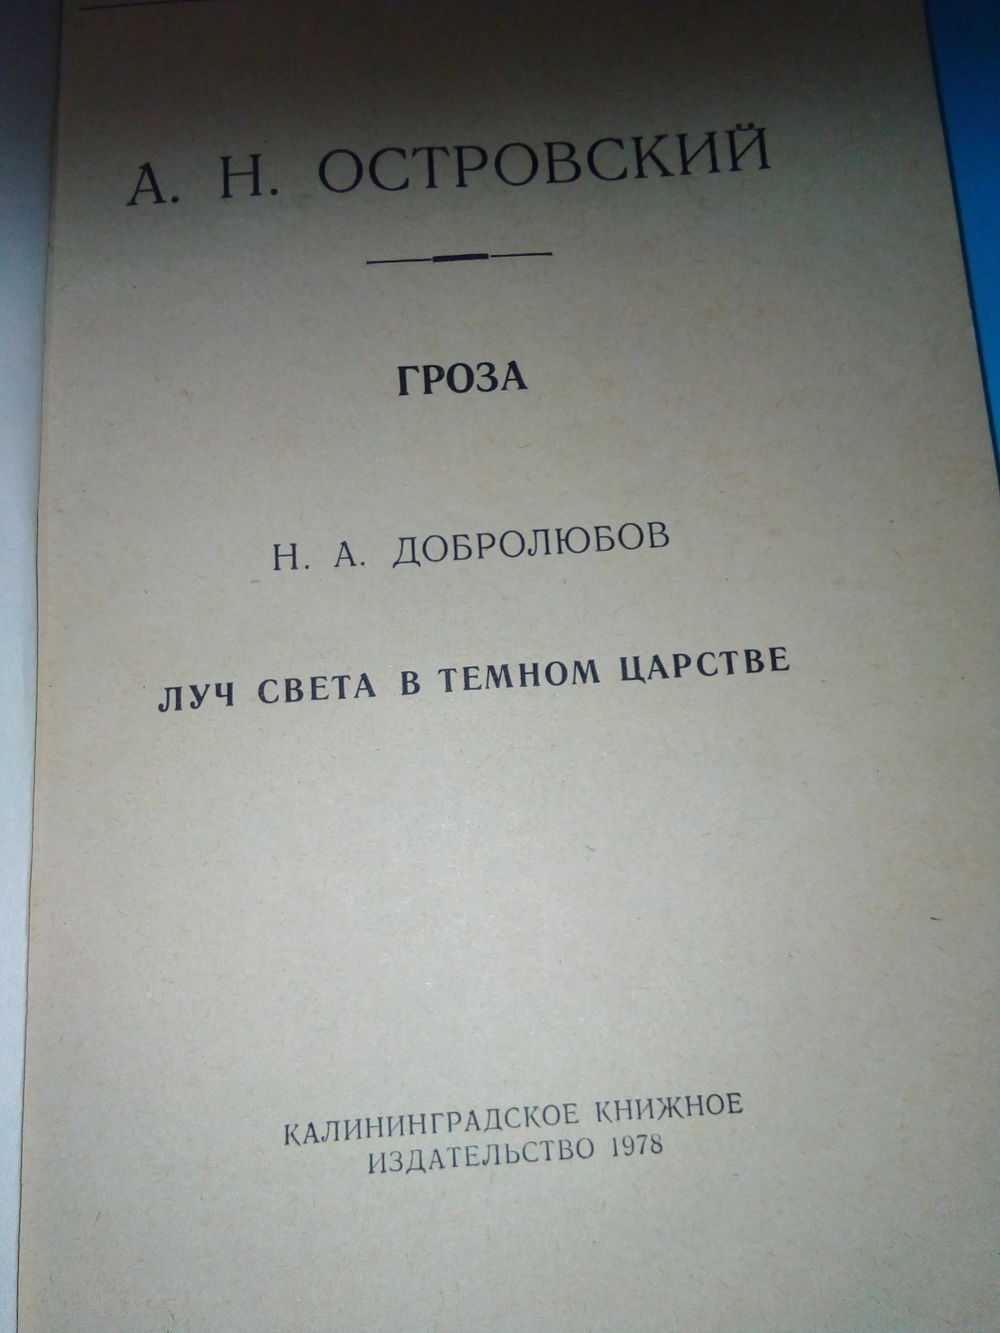 А. Н. ОСТРОВСКИЙ
ГРОЗА
Н. А. ДОБРОЛЮБОВ
ЛУЧ СВЕТА В ТЕМНОМ ЦАРСТВЕ
КАЛИНИНГРАДСКОЕ КНИЖНОЕ
ИЗДАТЕЛЬСТВО 1978